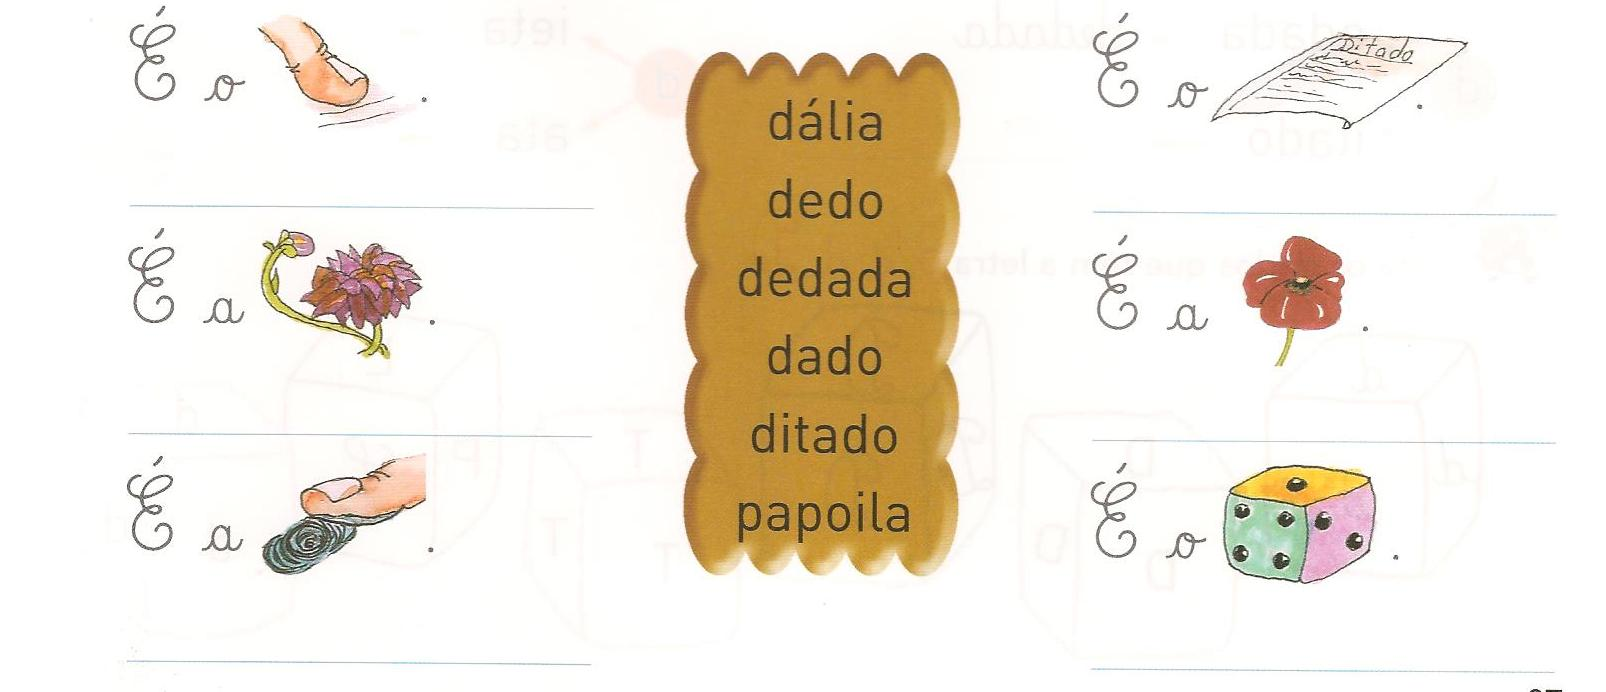 É o .
É a .
É a .
dália
dedo
dedada
dado
ditado
papoila
É o Ditado .
É a .
É o .